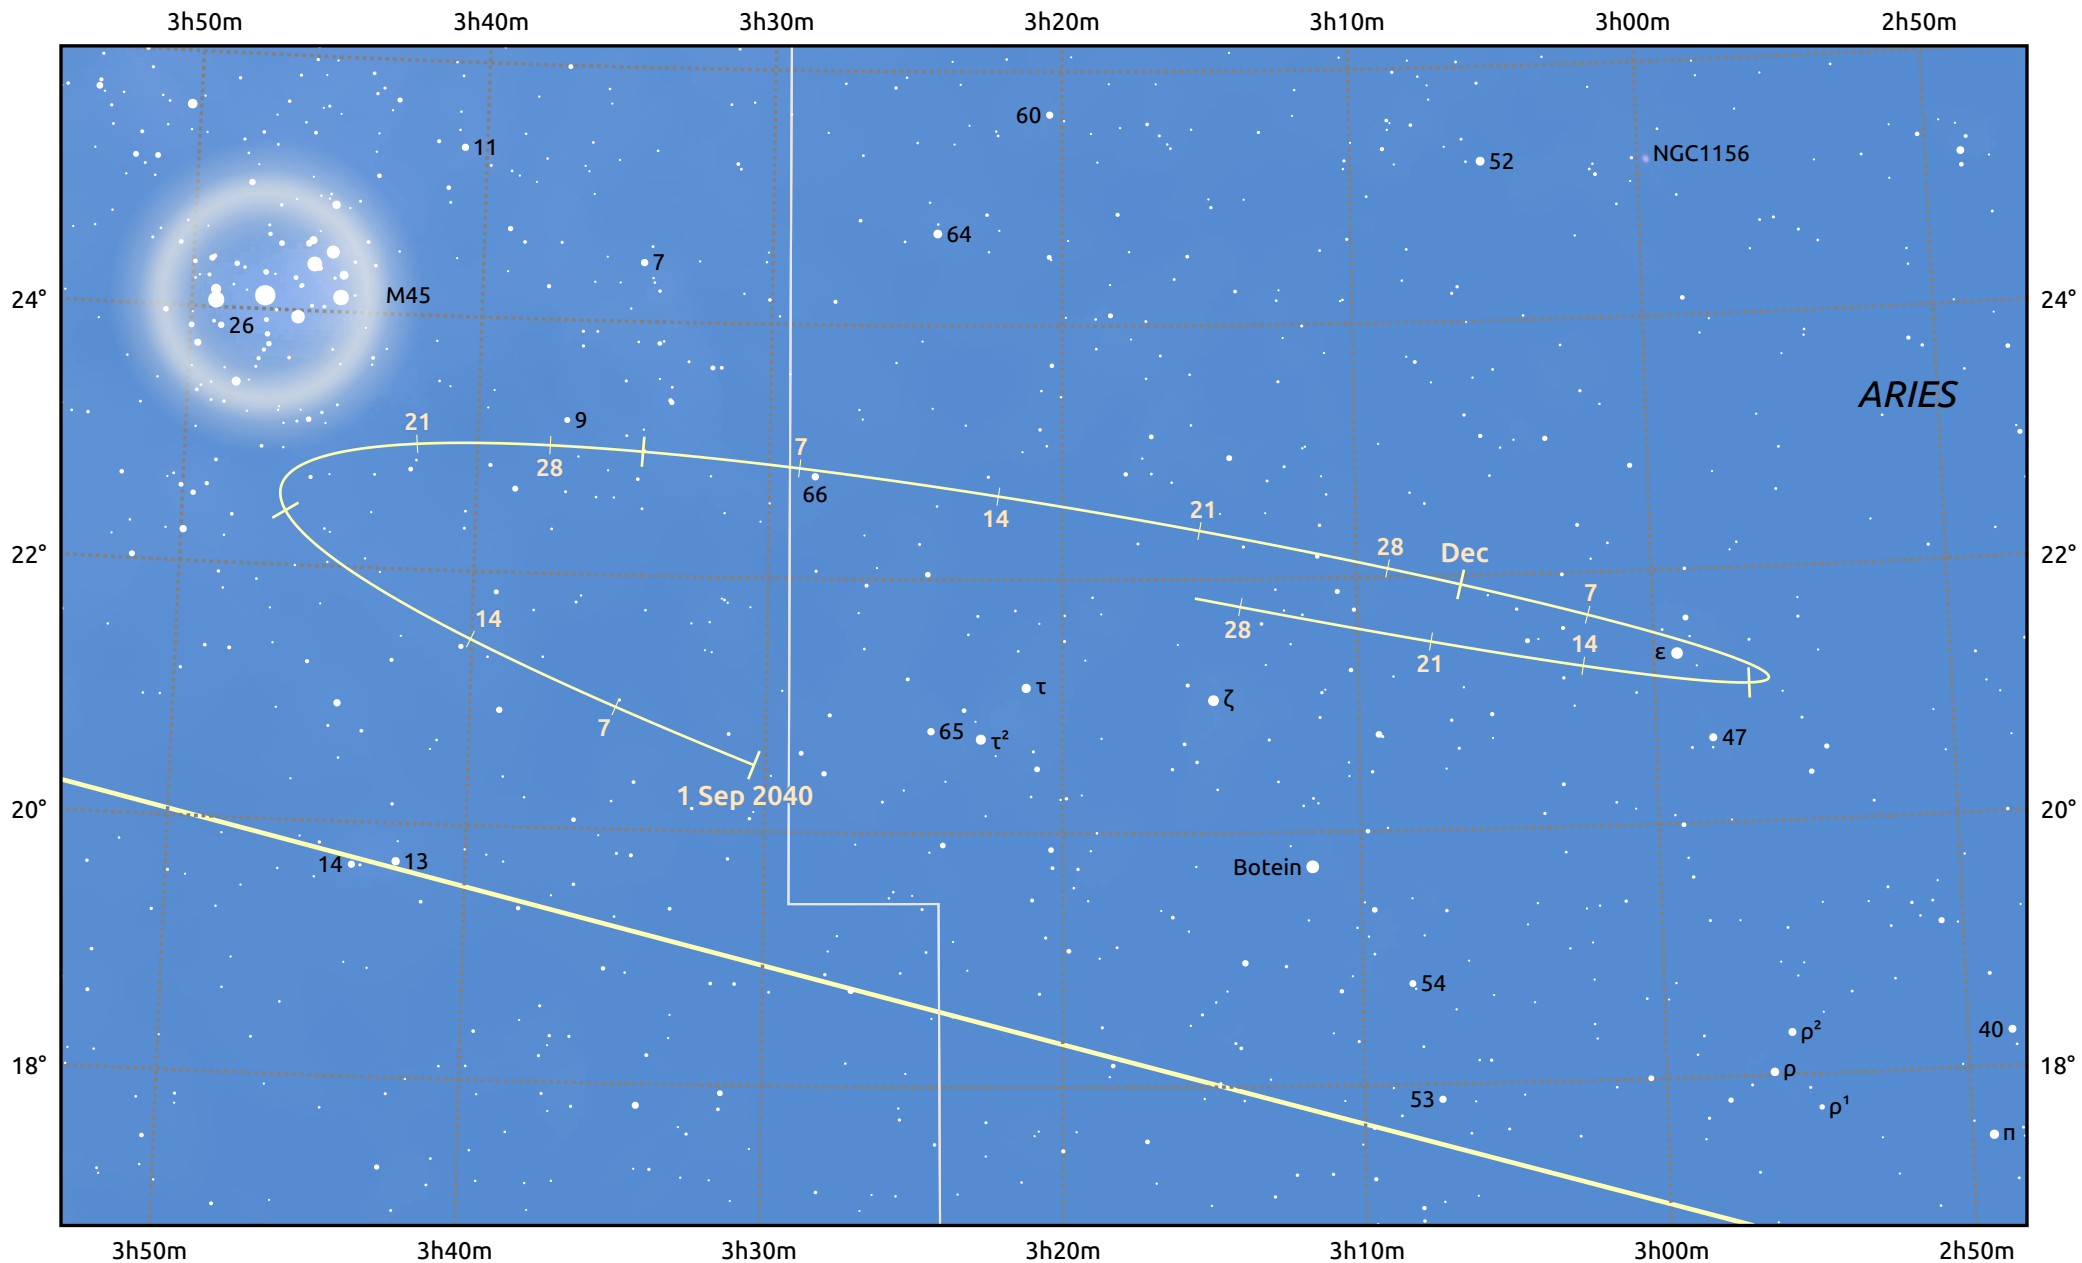 3h50m 3h40m 3h30m 3h20m 3h10m 3h00m 2h50m
60
11
52
NGC1156
64
7
M45
24° 24°
26
ARIES
21
9
7
28
66
21
14
28
Dec
22° 22°
7
14
28
14
ε
21
τ
ζ
7
65
τ²
47
1 Sep 2040
20° 20°
14
13
Botein
54
40
ρ²
18° 18°
ρ
53
ρ¹
π
3h50m 3h40m 3h30m 3h20m 3h10m 3h00m 2h50m